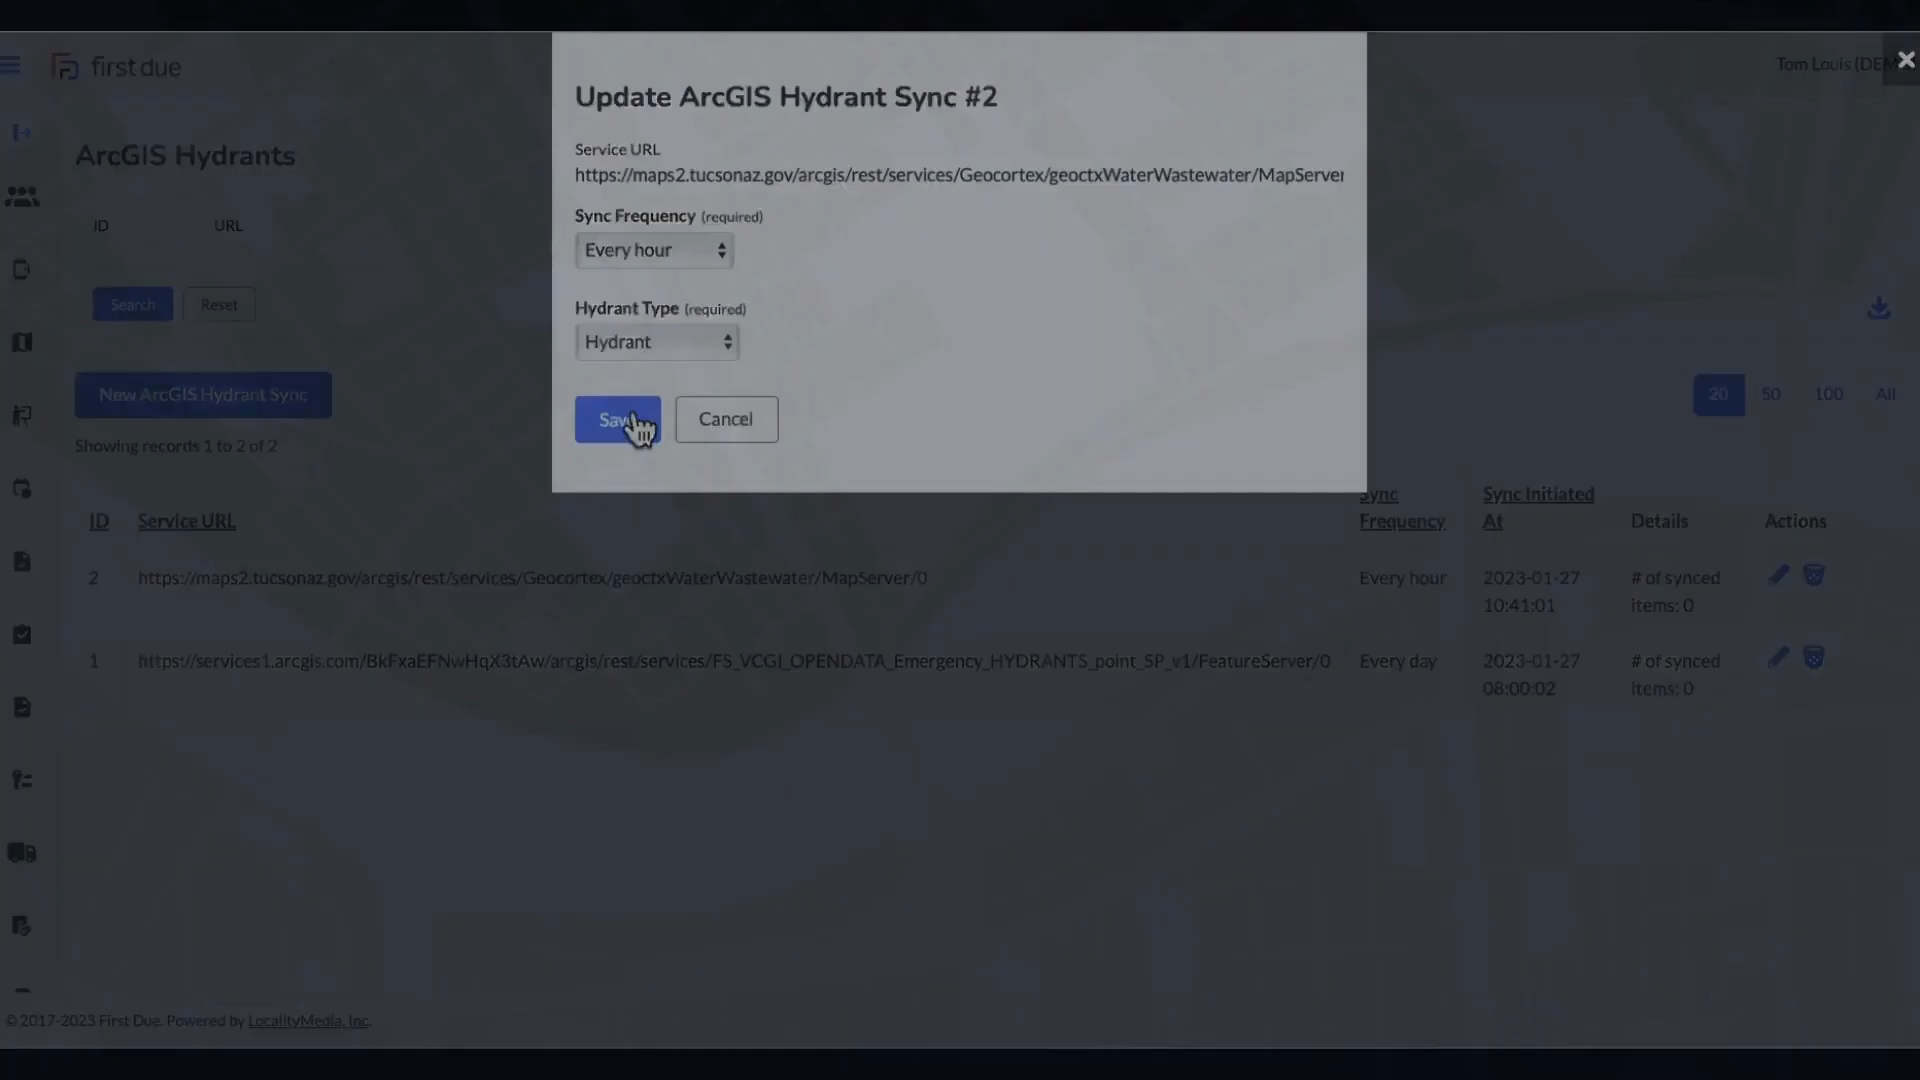 first due
Tom Louis (DEM
Update ArcGIS Hydrant Sync #2
Service URL
https://maps2.tucsonaz.gov/arcgis/rest/services/Geocortex/geoctxWaterWastewater/MapServer
Sync Frequency (required)
Every hour
Hydrant Type (required)
Hydrant
Cancel
ArcGIS Hydrants
ID URL
Search Reset
New ArcGIS Hydrant Sync
20 50 100 All
Showing records 1 to 2 of 2
ID Service URL Sync Frequency Sync Initiated At Details Actions
2 https://maps2.tucsonaz.gov/arcgis/rest/services/Geocortex/geoctxWaterWastewater/MapServer/0 Every hour 2023-01-27 # of synced
10:41:01 items: 0
1 https://services1.arcgis.com/BkFxaEFNwHqX3tAw/arcgis/rest/services/FS_VCGI_OPENDATA_Emergency_HYDRANTS_point_SP_v1/FeatureServer/0 Every day 2023-01-27 # of synced
08:00:02 items: 0
© 2017-2023 First Due. Powered by LocalityMedia, Inc.